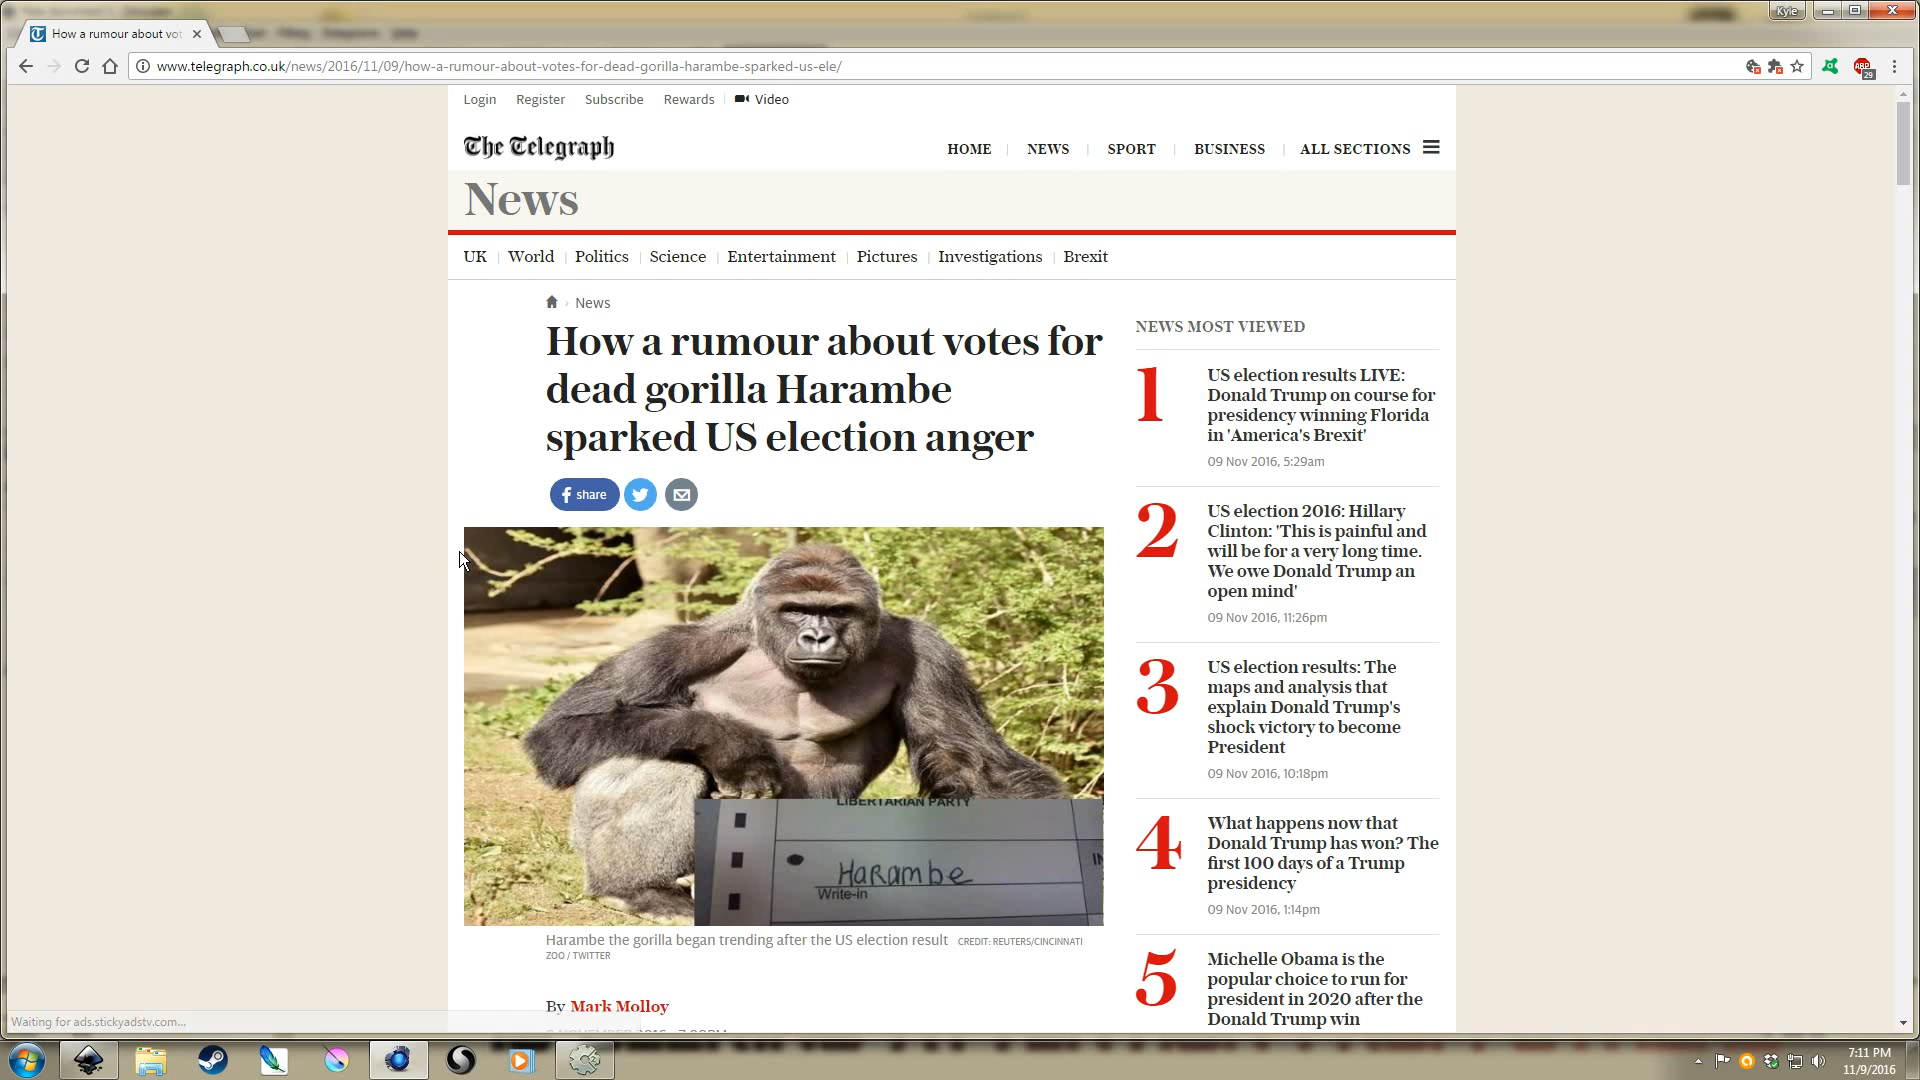 Kyle
How a rumour about vot
www.telegraph.co.uk/news/2016/11/09/how-a-rumour-about-votes-for-dead-gorilla-harambe-sparked-us-ele/
ABP
29
Login Register Subscribe Rewards Video
The Telegraph
HOME NEWS SPORT BUSINESS ALL SECTIONS
News
UK World Politics Science Entertainment Pictures Investigations Brexit
News
How a rumour about votes for
dead gorilla Harambe
sparked US election anger
share
LIBERTARIAN PARTY
Harambe
Write-in
Harambe the gorilla began trending after the US election result CREDIT: REUTERS/CINCINNATI
ZOO / TWITTER
By Mark Molloy
NEWS MOST VIEWED
1
US election results LIVE:
Donald Trump on course for
presidency winning Florida
in 'America's Brexit'
09 Nov 2016, 5:29am
2
US election 2016: Hillary
Clinton: 'This is painful and
will be for a very long time.
We owe Donald Trump an
open mind'
09 Nov 2016, 11:26pm
3
US election results: The
maps and analysis that
explain Donald Trump's
shock victory to become
President
09 Nov 2016, 10:18pm
4
What happens now that
Donald Trump has won? The
first 100 days of a Trump
presidency
09 Nov 2016, 1:14pm
5
Michelle Obama is the
popular choice to run for
president in 2020 after the
Donald Trump win
Waiting for ads.stickyadstv.com...
7:11 PM
11/9/2016